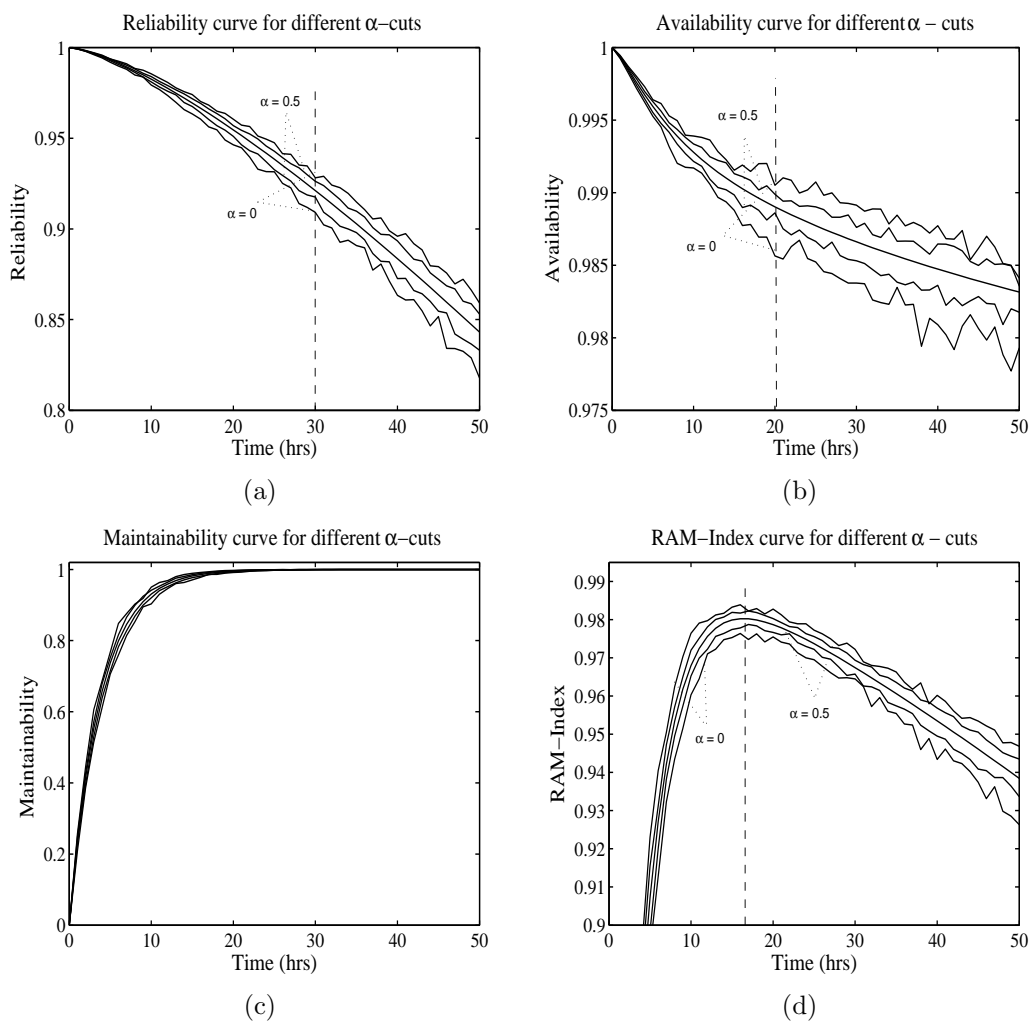 Reliability curve for different α−cuts
1
0.95
0.9
0.85
0.8
Reliability
α = 0.5
α = 0
0 10 20 30 40 50
Time (hrs)
(a)
Availability curve for different α − cuts
1
0.995
0.99
0.985
0.98
0.975
Availability
α = 0.5
α = 0
0 10 20 30 40 50
Time (hrs)
(b)
Maintainability curve for different α−cuts
1
0.8
0.6
0.4
0.2
0
Maintainability
0 10 20 30 40 50
Time (hrs)
(c)
RAM−Index curve for different α − cuts
0.99
0.98
0.97
0.96
0.95
0.94
0.93
0.92
0.91
0.9
RAM−Index
α = 0
α = 0.5
0 10 20 30 40 50
Time (hrs)
(d)